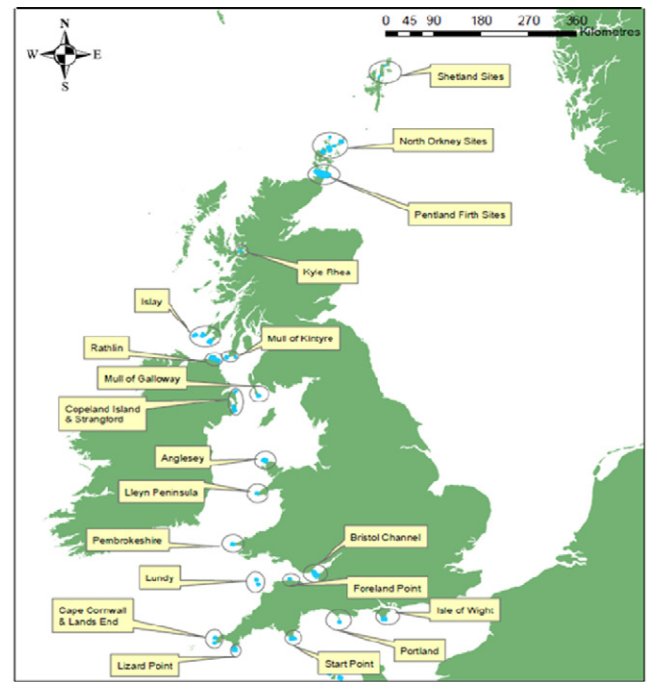 N
W E
S
0 45 90 180 270 360
Kilometres
Shetland Sites
North Orkney Sites
Pentland Firth Sites
Kyle Rhea
Islay
Mull of Kintyre
Rathlin
Mull of Galloway
Copeland Island
& Strangford
Anglesey
Lleyn Peninsula
Pembrokeshire
Bristol Channel
Lundy
Foreland Point
Cape Cornwall
& Lands End
Isle of Wight
Lizard Point
Start Point
Portland